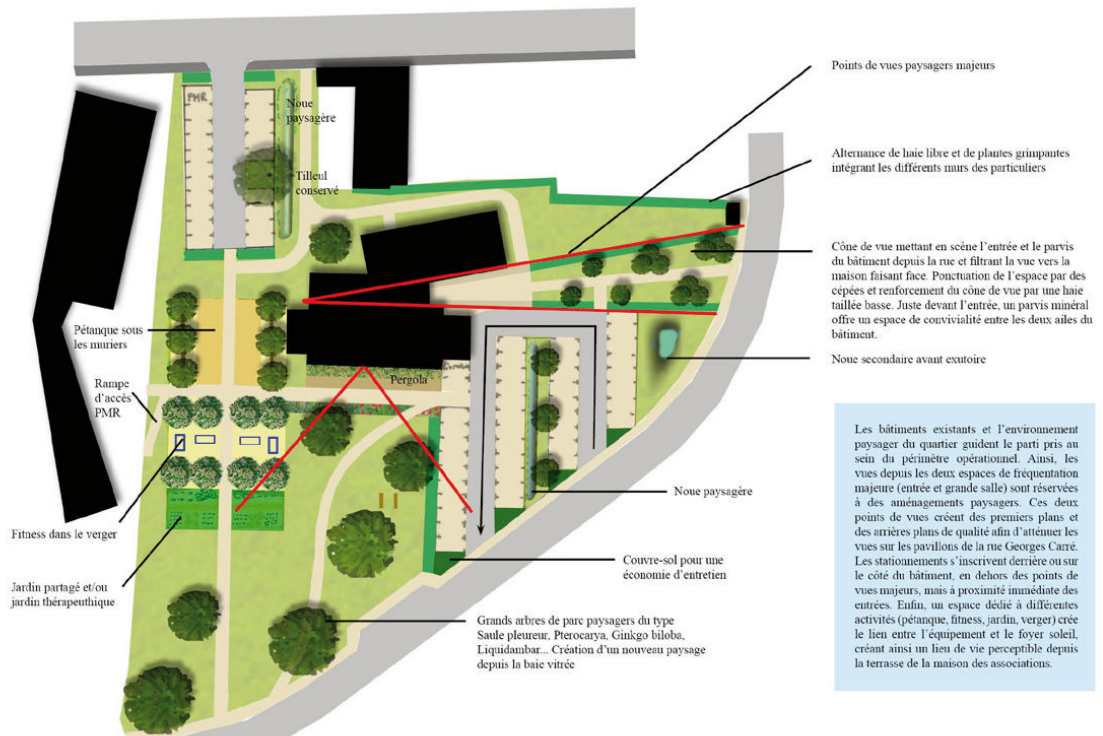 PMR
Noue
paysagère
Tilleul
conservé
Pétanque sous
les muriers
Rampe
d'accès
PMR
Pergola
Fitness dans le verger
Jardin partagé et/ou
jardin thérapeuthique
Points de vues paysagers majeurs
Alternance de haie libre et de plantes grimpantes
intégrant les différents murs des particuliers
Cône de vue mettant en scène l'entrée et le parvis
du bâtiment depuis la rue et filtrant la vue vers la
maison faisant face. Ponctuation de l'espace par des
cépées et renforcement du cône de vue par une haie
taillée basse. Juste devant l'entrée, un parvis minéral
offre un espace de convivialité entre les deux ailes du
bâtiment.
Noue secondaire avant exutoire
Noue paysagère
Couvre-sol pour une
économie d'entretien
Grands arbres de parc paysagers du type
Saule pleureur, Pterocarya, Ginkgo biloba,
Liquidambar... Création d'un nouveau paysage
depuis la baie vitrée
Les bâtiments existants et l'environnement
paysager du quartier guident le parti pris au
sein du périmètre opérationnel. Ainsi, les
vues depuis les deux espaces de fréquentation
majeure (entrée et grande salle) sont réservées
à des aménagements paysagers. Ces deux
points de vues créent des premiers plans et
des arrières plans de qualité afin d'atténuer les
vues sur les pavillons de la rue Georges Carré.
Les stationnements s'inscrivent derrière ou sur
le côté du bâtiment, en dehors des points de
vues majeurs, mais à proximité immédiate des
entrées. Enfin, un espace dédié à différentes
activités (pétanque, fitness, jardin, verger) crée
le lien entre l'équipement et le foyer soleil,
créant ainsi un lieu de vie perceptible depuis
la terrasse de la maison des associations.